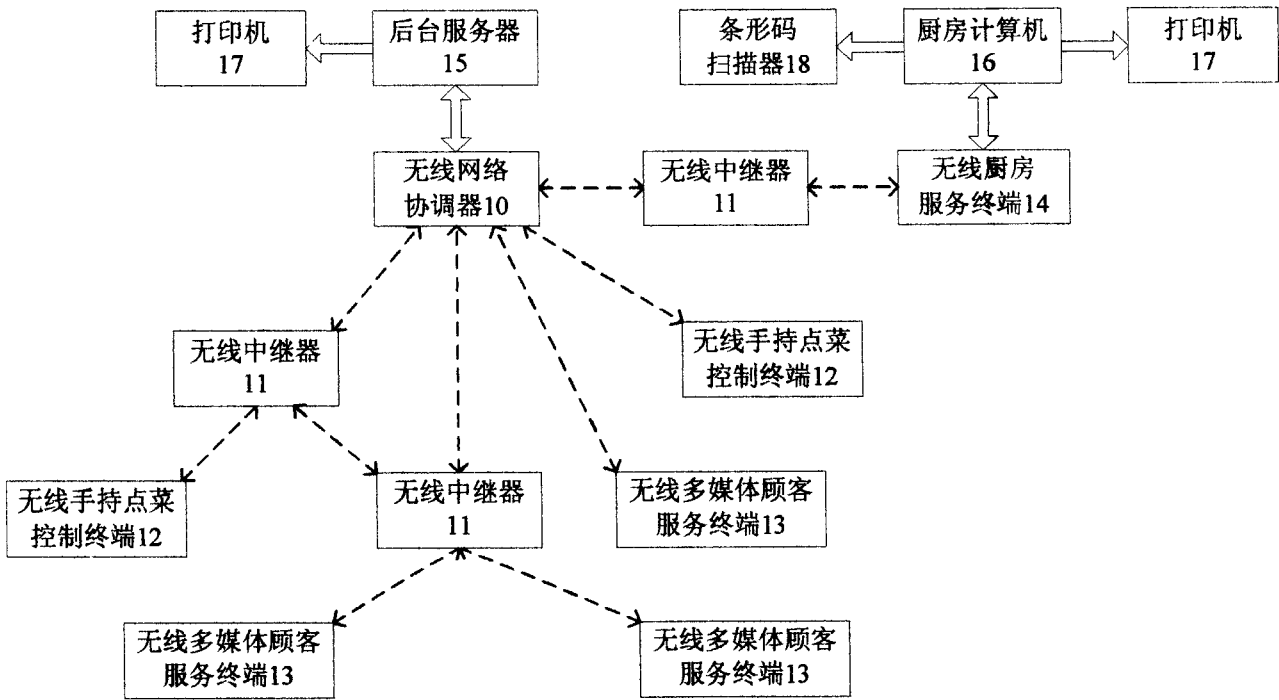 打印机
17
后台服务器
15
条形码
扫描器18
厨房计算机
16
打印机
17
无线网络
协调器10
无线中继器
11
无线厨房
服务终端14
无线中继器
11
无线手持点菜
控制终端12
无线手持点菜
控制终端12
无线中继器
11
无线多媒体顾客
服务终端13
无线多媒体顾客
服务终端13
无线多媒体顾客
服务终端13